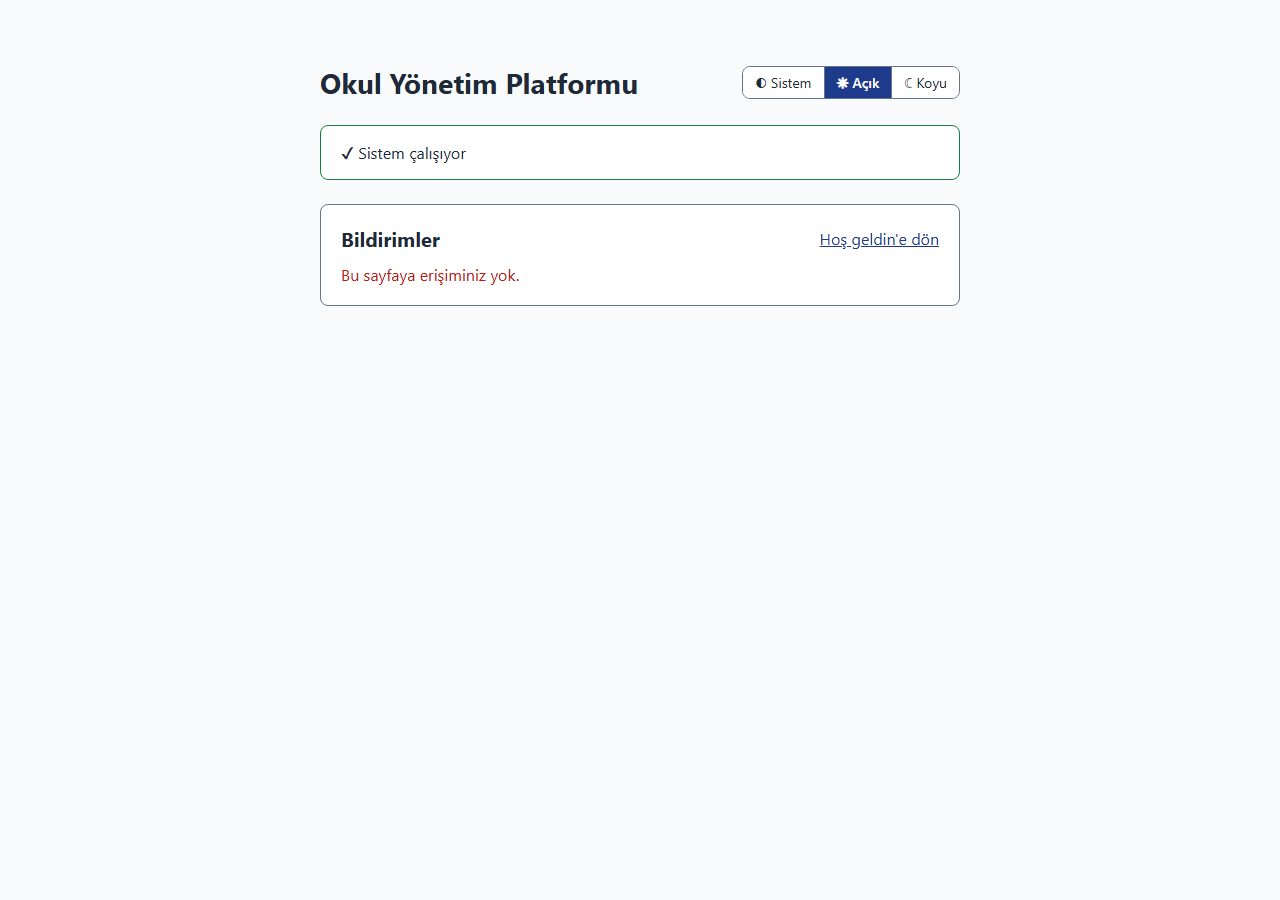 Okul Yönetim Platformu
◐ Sistem ❋ Açık ☾ Koyu
✓ Sistem çalışıyor
Bildirimler
Hoş geldin'e dön
Bu sayfaya erişiminiz yok.